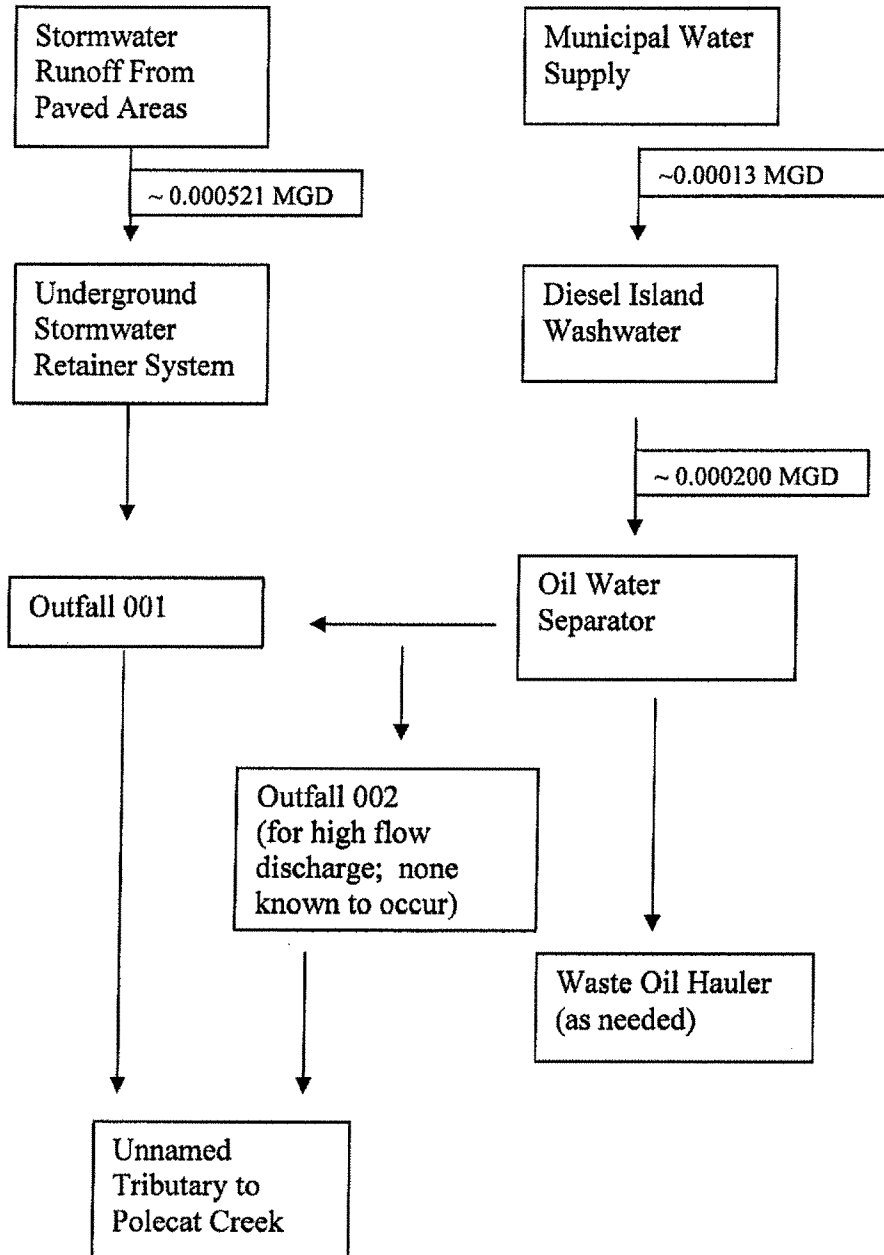 Stormwater
Runoff From
Paved Areas
Municipal Water
Supply
~ 0.000521 MGD
~0.00013 MGD
Underground
Stormwater
Retainer System
Diesel Island
Washwater
~ 0.000200 MGD
Outfall 001
Oil Water
Separator
Outfall 002
(for high flow
discharge; none
known to occur)
Waste Oil Hauler
(as needed)
Unnamed
Tributary to
Polecat Creek